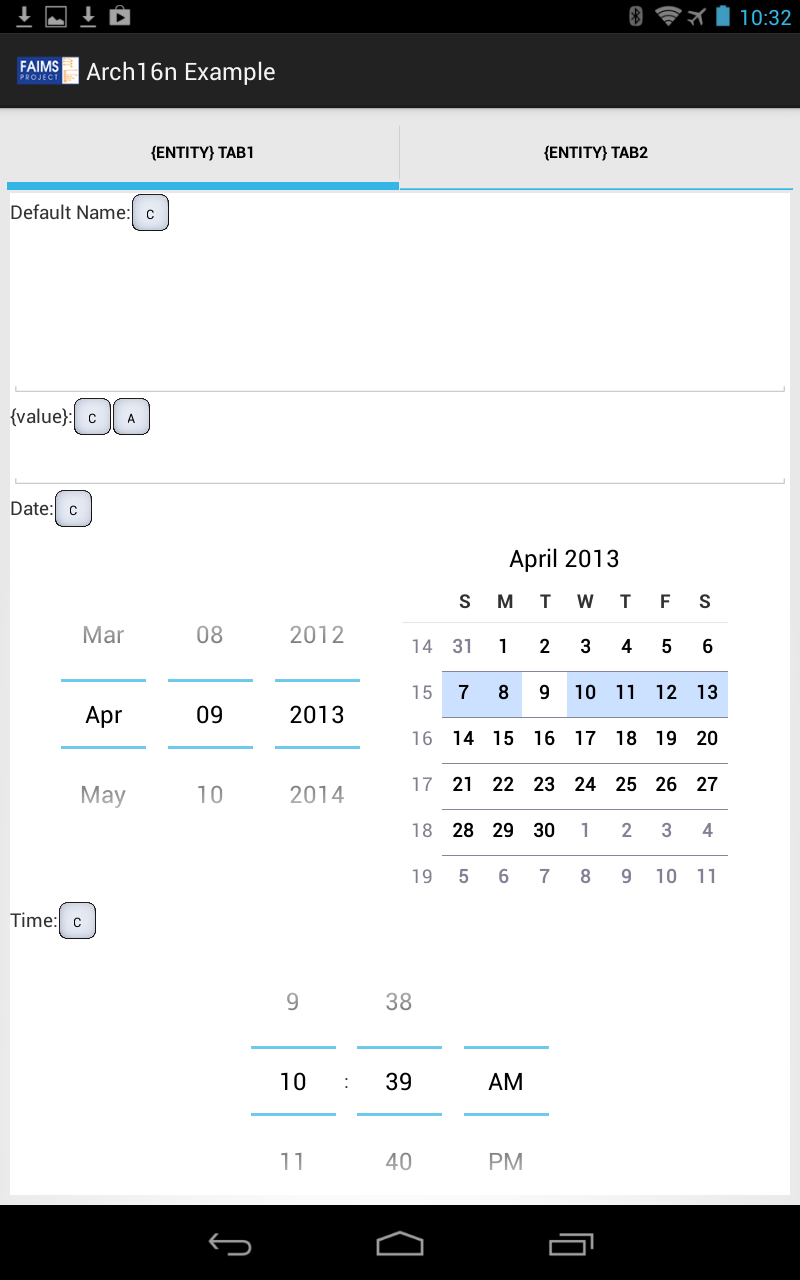 10:32
FAIMS
PROJECT
Arch16n Example
{ENTITY} TAB1 {ENTITY} TAB2
Default Name: C
{value}: C A
Date: C
April 2013
S M T W T F S
Mar 08 2012
14 31 1 2 3 4 5 6
15 7 8 9 10 11 12 13
Apr 09 2013
16 14 15 16 17 18 19 20
17 21 22 23 24 25 26 27
May 10 2014
18 28 29 30 1 2 3 4
19 5 6 7 8 9 10 11
Time: C
9 38
10 : 39 AM
11 40 PM